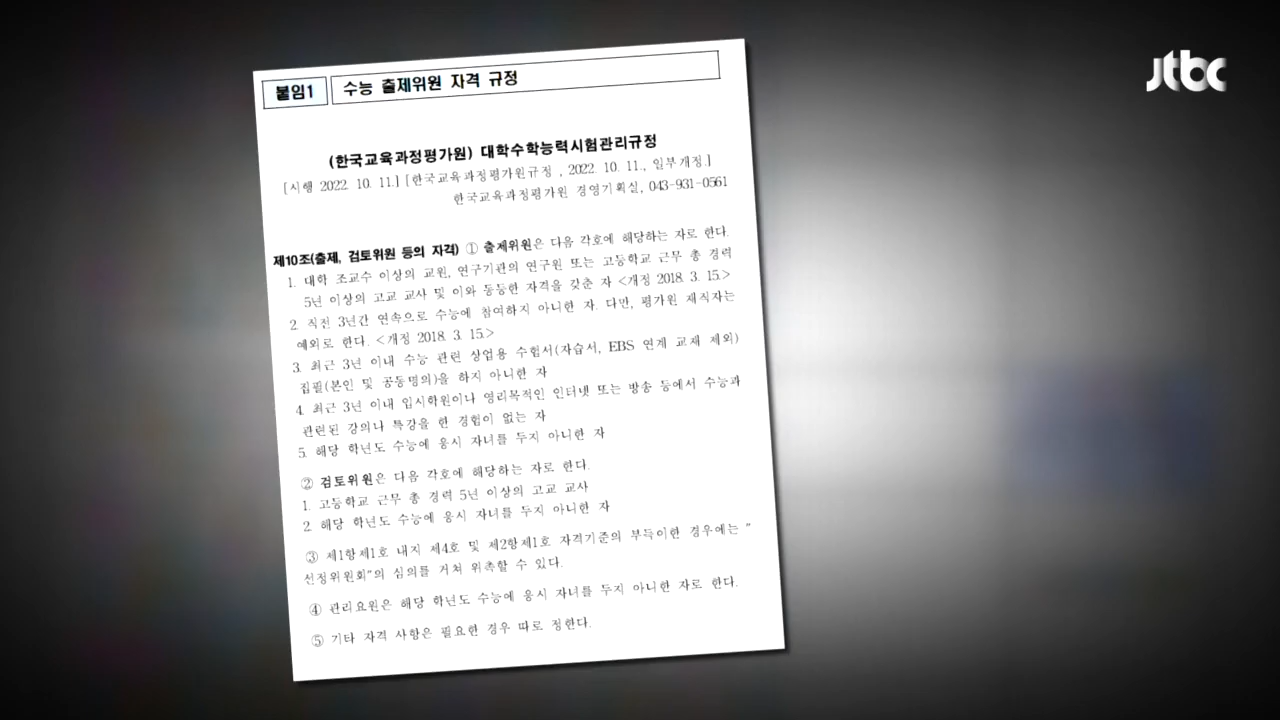 jtbc
붙임1 수능 출제위원 자격 규정
(한국교육과정평가원) 대학수학능력시험관리규정
[시행 2022. 10. 11.] [한국교육과정평가원규정 , 2022. 10. 11., 일부개정.]
한국교육과정평가원 경영기획실, 043-931-0561
제10조(출제, 검토위원 등의 자격) ① 출제위원은 다음 각호에 해당하는 자로 한다.
1. 대학 조교수 이상의 교원, 연구기관의 연구원 또는 고등학교 근무 총 경력
5년 이상의 고교 교사 및 이와 동등한 자격을 갖춘 자 <개정 2018. 3. 15.>
2. 직전 3년간 연속으로 수능에 참여하지 아니한 자. 다만, 평가원 재직자는
예외로 한다. <개정 2018. 3. 15.>
3. 최근 3년 이내 수능 관련 상업용 수험서(자습서, EBS 연계 교재 제외)
집필(본인 및 공동명의)을 하지 아니한 자
4. 최근 3년 이내 입시학원이나 영리목적인 인터넷 또는 방송 등에서 수능과
관련된 강의나 특강을 한 경험이 없는 자
5. 해당 학년도 수능에 응시 자녀를 두지 아니한 자
② 검토위원은 다음 각호에 해당하는 자로 한다.
1. 고등학교 근무 총 경력 5년 이상의 고교 교사
2. 해당 학년도 수능에 응시 자녀를 두지 아니한 자
③ 제1항제1호 내지 제4호 및 제2항제1호 자격기준의 부득이한 경우에는 "
선정위원회"의 심의를 거쳐 위촉할 수 있다.
④ 관리요원은 해당 학년도 수능에 응시 자녀를 두지 아니한 자로 한다.
⑤ 기타 자격 사항은 필요한 경우 따로 정한다.